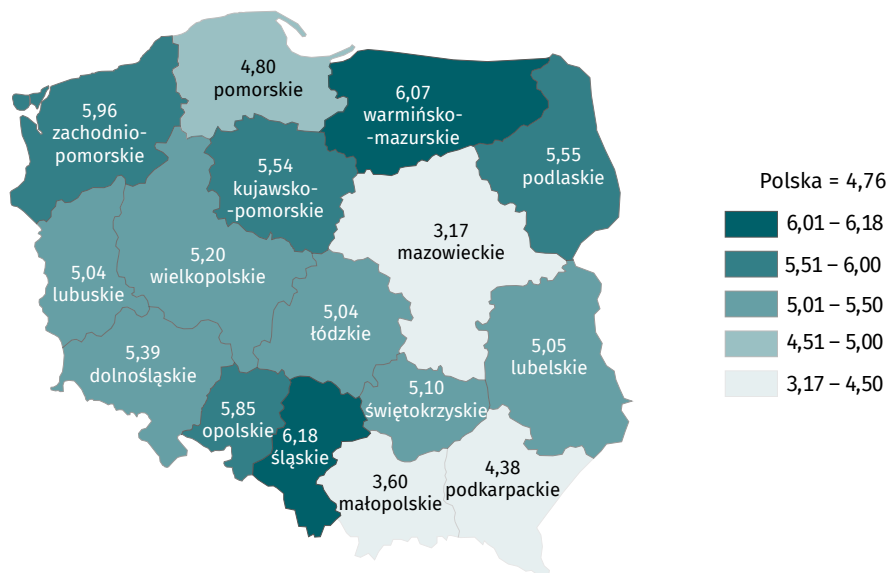 4,80
pomorskie
6,07
warmińsko-
-mazurskie
5,96
zachodnio-
pomorskie
5,54
kujawsko-
-pomorskie
5,55
podlaskie
3,17
mazowieckie
5,20
wielkopolskie
5,04
lubuskie
5,04
łódzkie
5,39
dolnośląskie
5,05
lubelskie
5,10
świętokrzyskie
5,85
opolskie
6,18
śląskie
3,60
małopolskie
4,38
podkarpackie
Polska = 4,76
6,01 – 6,18
5,51 – 6,00
5,01 – 5,50
4,51 – 5,00
3,17 – 4,50